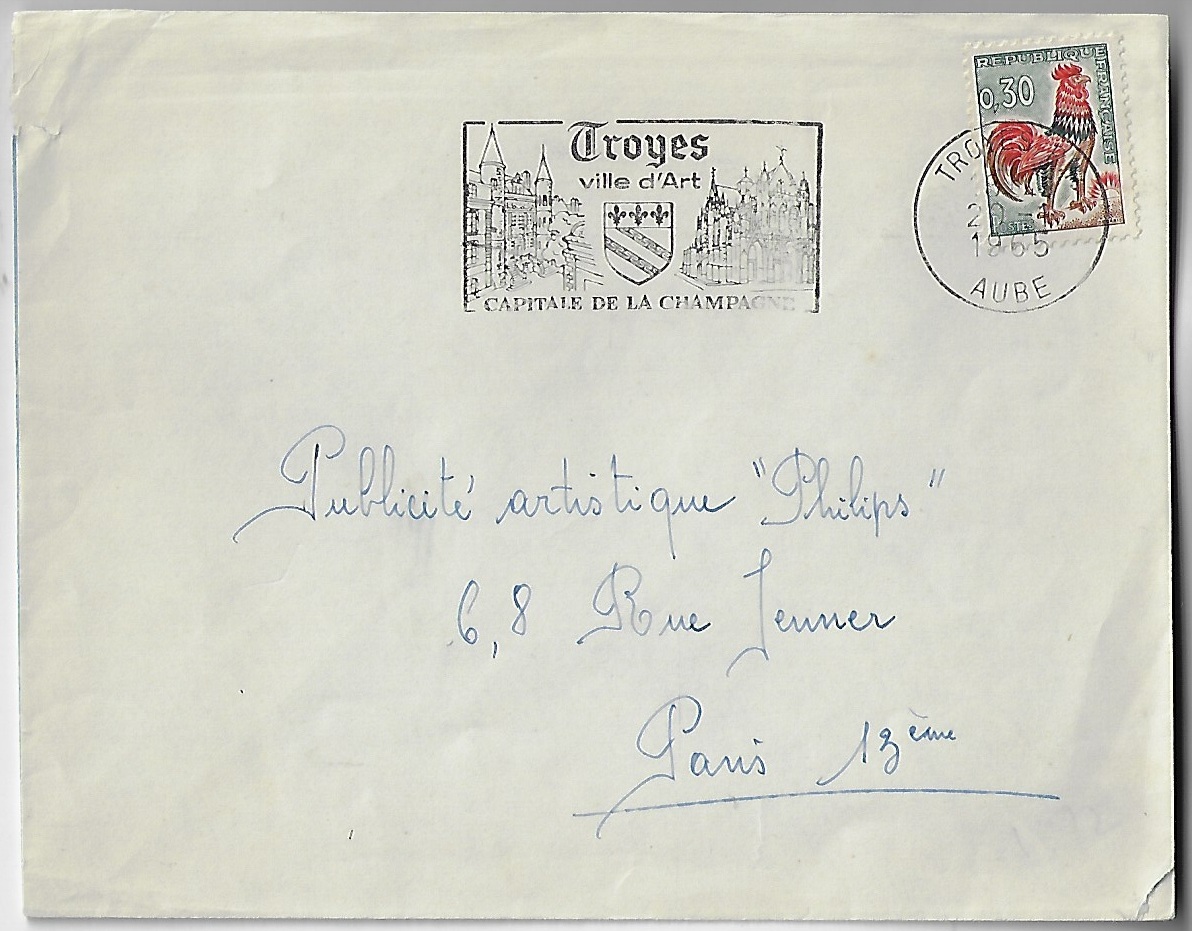 REPUBLIQUE FRANCAISE
0,30
POSTES
Troyes
ville d'Art
CAPITALE DE LA CHAMPAGNE
1965
AUBE
Publicité artistique "Philips"
6,8 Rue Jenner
Paris 13ème